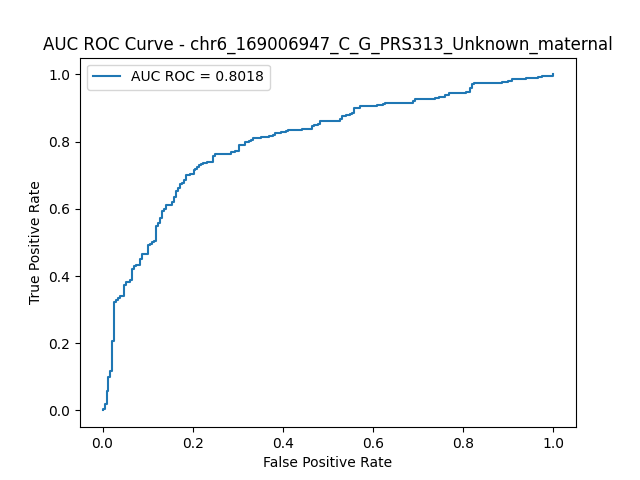 AUC ROC Curve - chr6_169006947_C_G_PRS313_Unknown_maternal
AUC ROC = 0.8018
1.0
0.8
0.6
0.4
0.2
0.0
True Positive Rate
0.0 0.2 0.4 0.6 0.8 1.0
False Positive Rate